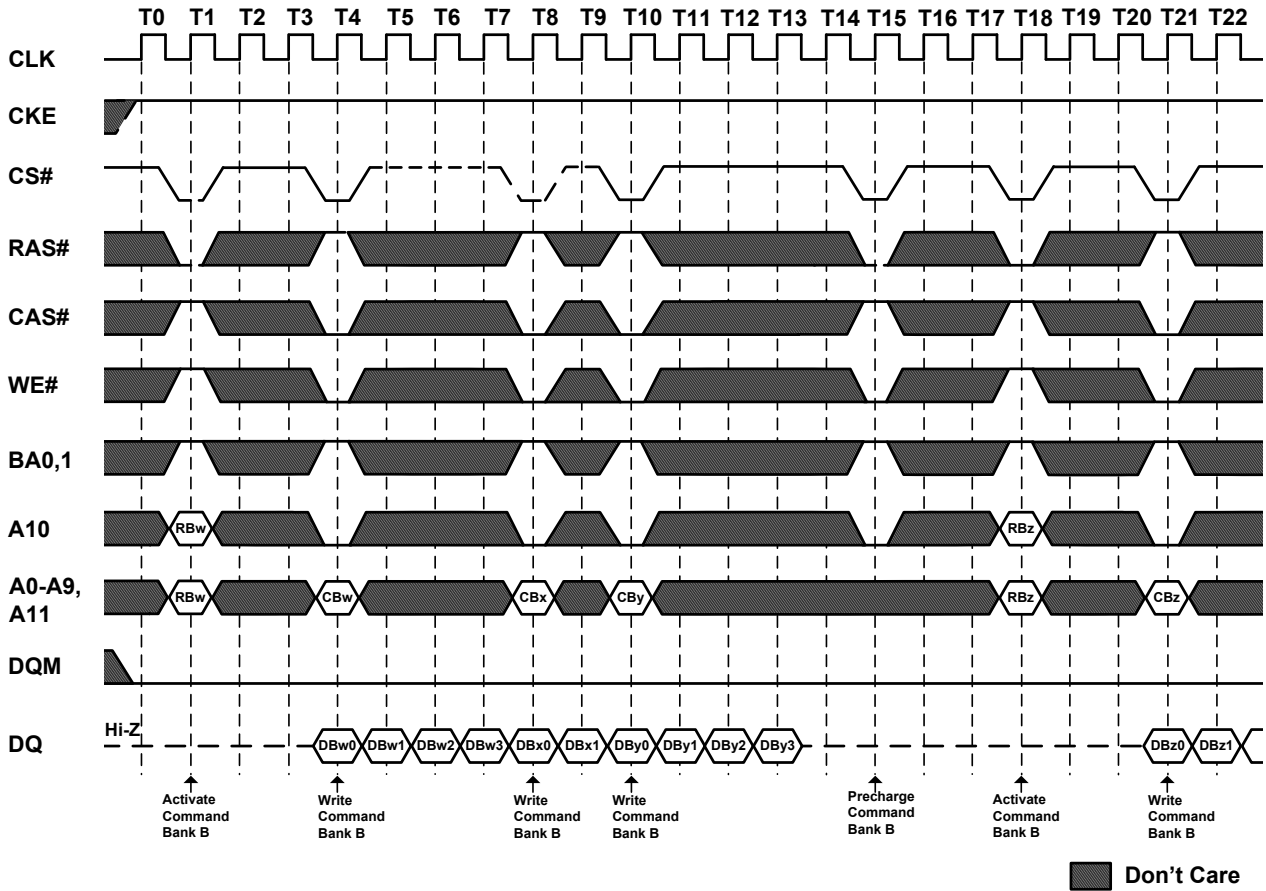 T0 T1 T2 T3 T4 T5 T6 T7 T8 T9 T10 T11 T12 T13 T14 T15 T16 T17 T18 T19 T20 T21 T22
CLK
CKE
CS#
RAS#
CAS#
WE#
BA0,1
A10
RBw
RBz
A0-A9,
A11
RBw
CBw
CBx
CBy
RBz
CBz
DQM
DQ
Hi-Z
DBw0 DBw1 DBw2 DBw3 DBx0 DBx1 DBy0 DBy1 DBy2 DBy3
DBz0 DBz1
Activate
Command
Bank B
Write
Command
Bank B
Write
Command
Bank B
Write
Command
Bank B
Precharge
Command
Bank B
Activate
Command
Bank B
Write
Command
Bank B
Don't Care